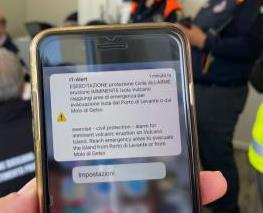 IT-Alert 1 minuto fa
ESERCITAZIONE protezione Civile ALLARME
eruzione IMMINENTE Isola Vulcano
raggiungi area di emergenza per
evacuazione isola dal Porto di Levante o dal
Molo di Gelso
exercise - civil protection - alarm for
imminent volcanic eruption on Vulcano
Island. Reach emergency areas to evacuate
the island from Porto di Levante or from
Molo di Gelso
Impostazioni